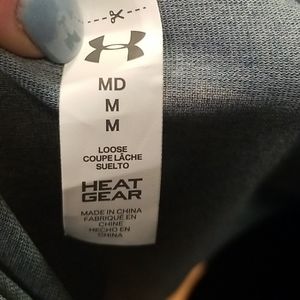 MD
M
M
LOOSE
COUPE LÂCHE
SUELTO
HEAT
GEAR
MADE IN CHINA
FABRIQUÉ EN
CHINE
HECHO EN
CHINA